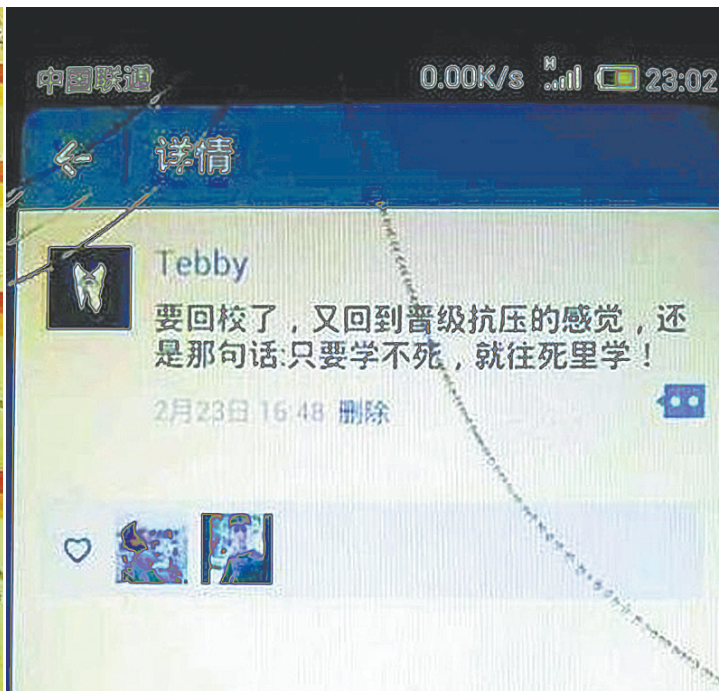 中国联通 0.00K/s H 23:02
详情
Tebby
要回校了，又回到晋级抗压的感觉，还
是那句话:只要学不死，就往死里学！
2月23日 16:48 删除